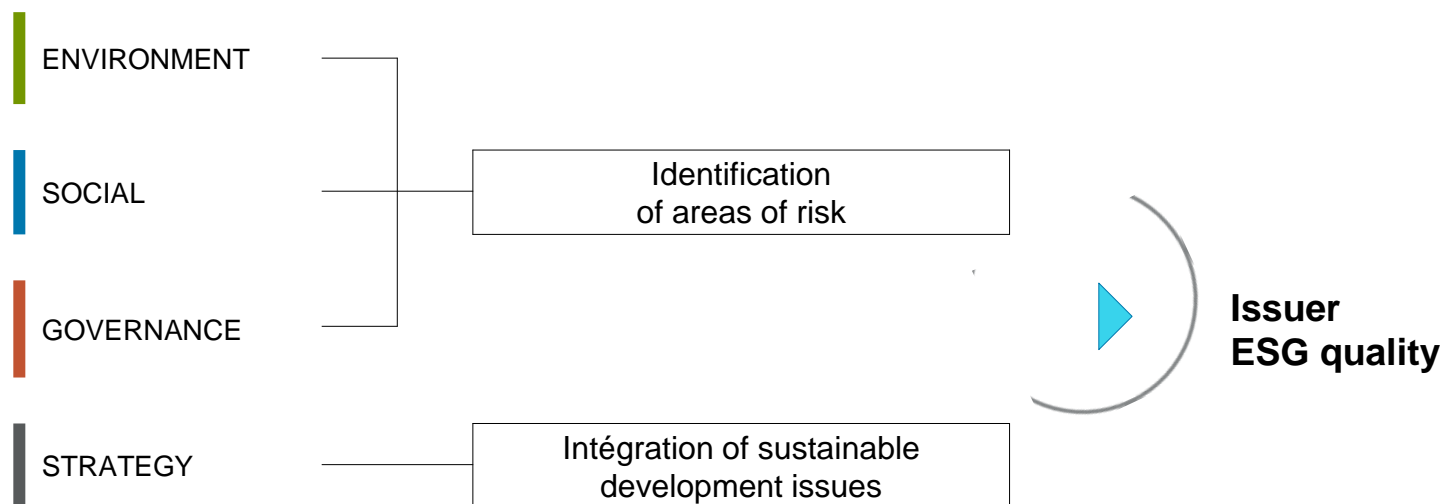 ENVIRONMENT
SOCIAL
Identification
of areas of risk
GOVERNANCE
Issuer
ESG quality
STRATEGY
Intégration of sustainable
development issues